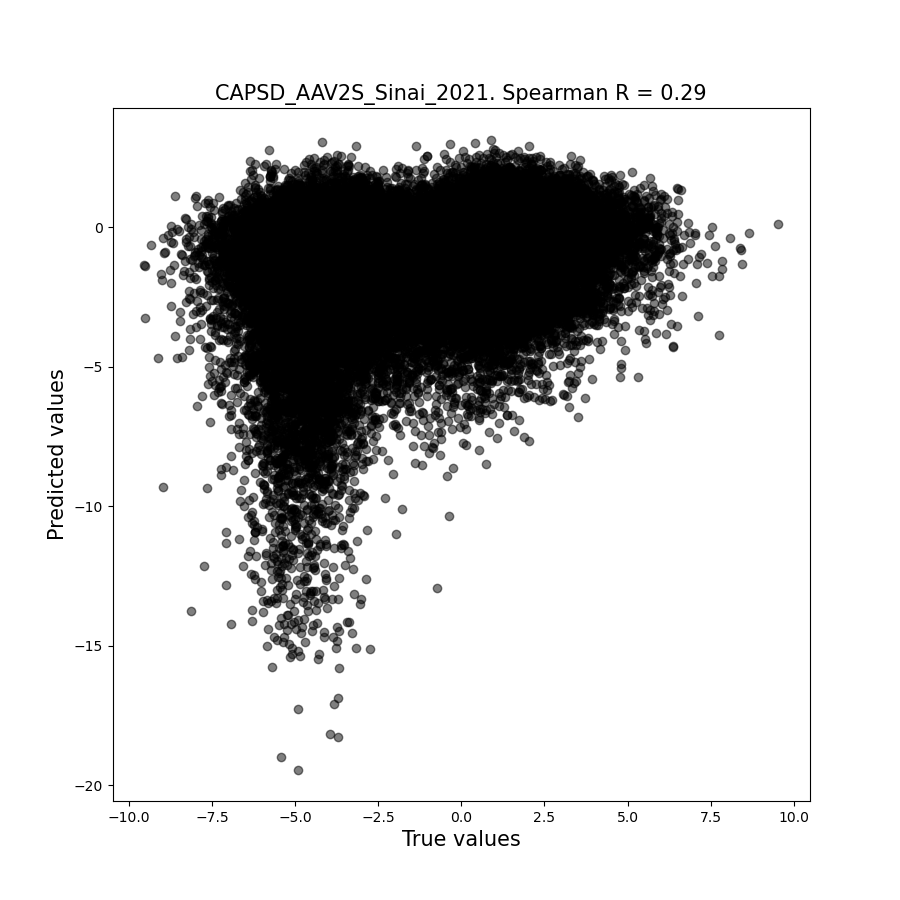 CAPSD_AAV2S_Sinai_2021. Spearman R = 0.29
Predicted values
0
−5
−10
−15
−20
−10.0 −7.5 −5.0 −2.5 0.0 2.5 5.0 7.5 10.0
True values